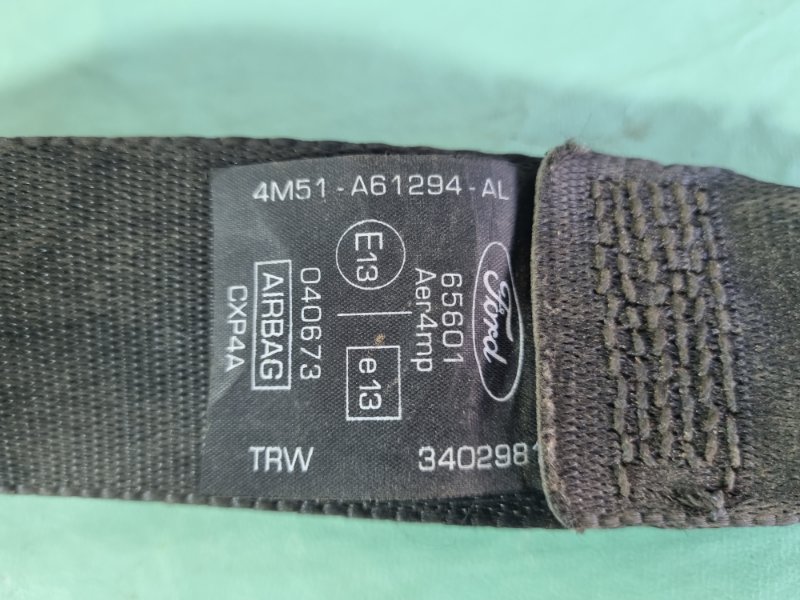 4M51-A61294-AL
Ford
65601
Aer4mp
E13
e13
040673
AIRBAG
CXP4A
TRW
3402981